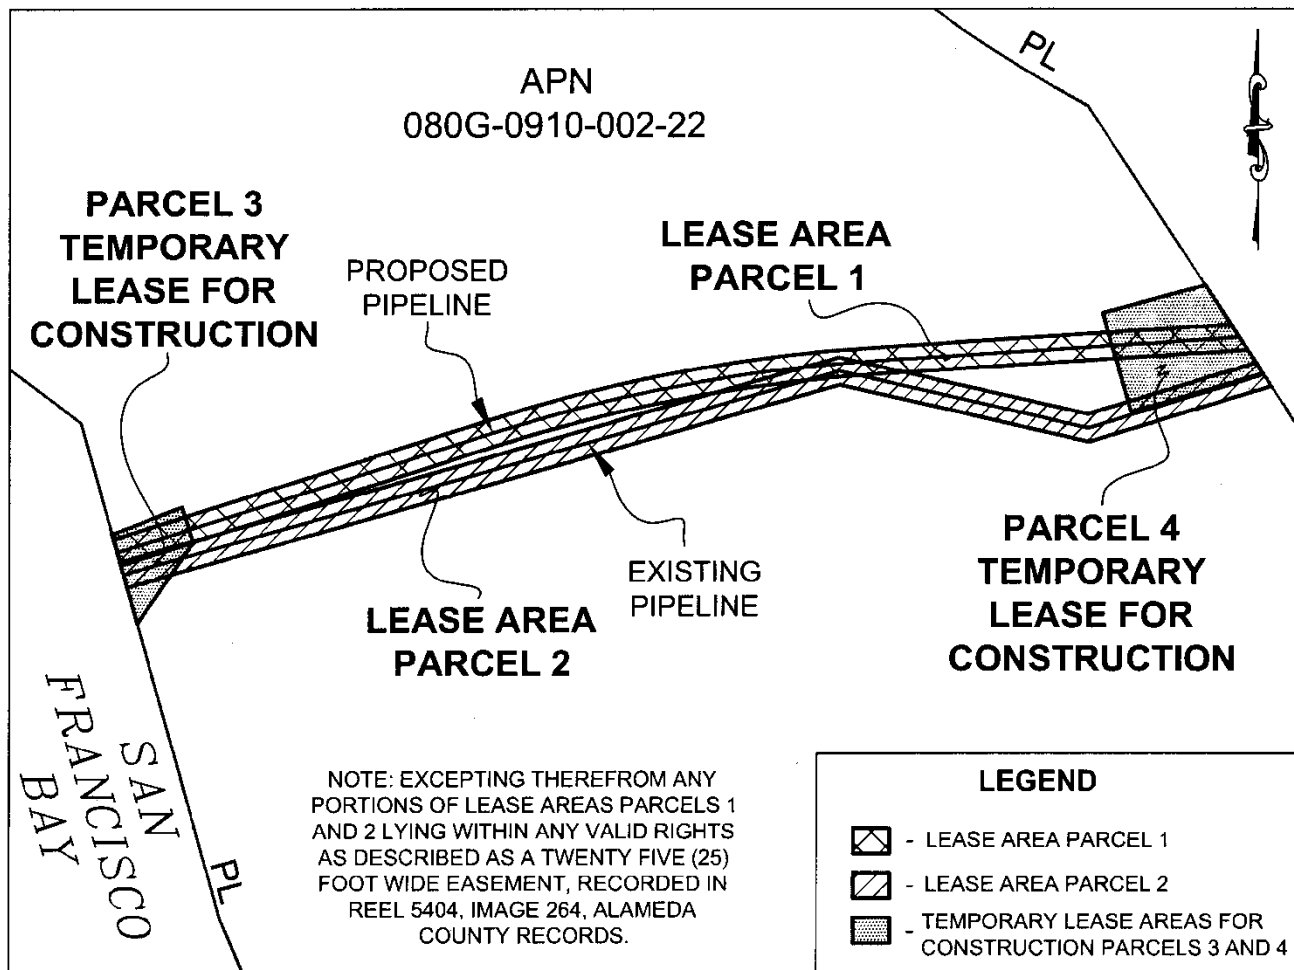 PL
APN
080G-0910-002-22
PARCEL 3
TEMPORARY
LEASE FOR
CONSTRUCTION
PROPOSED
PIPELINE
LEASE AREA
PARCEL 1
EXISTING
PIPELINE
LEASE AREA
PARCEL 2
PARCEL 4
TEMPORARY
LEASE FOR
CONSTRUCTION
SAN
FRANCISCO
BAY
PL
NOTE: EXCEPTING THEREFROM ANY
PORTIONS OF LEASE AREAS PARCELS 1
AND 2 LYING WITHIN ANY VALID RIGHTS
AS DESCRIBED AS A TWENTY FIVE (25)
FOOT WIDE EASEMENT, RECORDED IN
REEL 5404, IMAGE 264, ALAMEDA
COUNTY RECORDS.
LEGEND
- LEASE AREA PARCEL 1
- LEASE AREA PARCEL 2
- TEMPORARY LEASE AREAS FOR
CONSTRUCTION PARCELS 3 AND 4